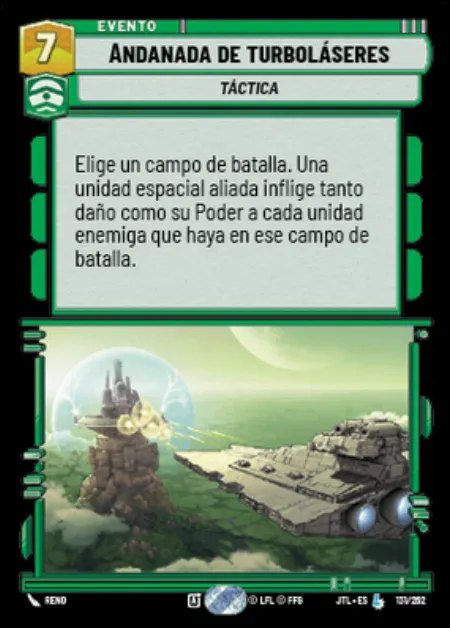 EVENTO
7
ANDANADA DE TURBOLÁSERES
TÁCTICA
Elige un campo de batalla. Una
unidad espacial aliada inflige tanto
daño como su Poder a cada unidad
enemiga que haya en ese campo de
batalla.
RENO
A © LFL © FFG JTL • ES 131/262